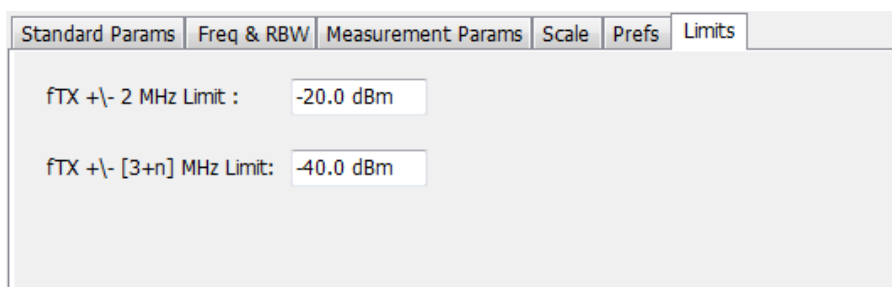 Standard Params Freq & RBW Measurement Params Scale Prefs Limits
fTX +\- 2 MHz Limit : -20.0 dBm
fTX +\- [3+n] MHz Limit: -40.0 dBm